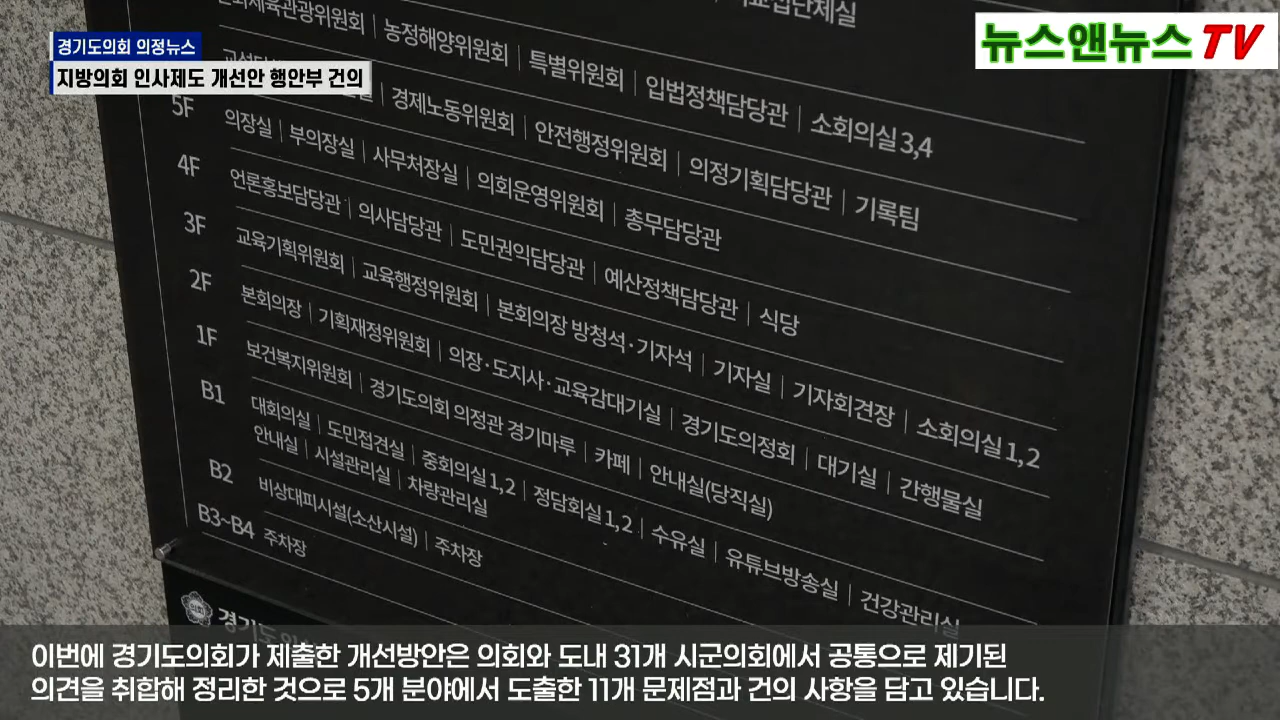 경기도의회 의정뉴스
지방의회 인사제도 개선안 행안부 건의
뉴스앤뉴스 TV
농정해양위원회 | 특별위원회 | 입법정책담당관 | 소회의실 3,4
경제노동위원회 | 안전행정위원회 | 의정기획담당관 | 기록팀
5F 의장실 | 부의장실 | 사무처장실 | 의회운영위원회 | 총무담당관
4F 언론홍보담당관 | 의사담당관 | 도민권익담당관 | 예산정책담당관 | 식당
3F 교육기획위원회 | 교육행정위원회 | 본회의장 방청석·기자석 | 기자실 | 기자회견장 | 소회의실 1, 2
2F 본회의장 | 기획재정위원회 | 의장·도지사·교육감대기실 | 경기도의정회 | 대기실 | 간행물실
1F 보건복지위원회 | 경기도의회 의정관 경기마루 | 카페 | 안내실(당직실)
B1 대회의실 | 도민접견실 | 중회의실 1, 2 | 정담회실 1, 2 | 수유실 | 유튜브방송실 | 건강관리실
안내실 | 시설관리실 | 차량관리실
B2 비상대피시설(소산시설) | 주차장
B3~B4 주차장
이번에 경기도의회가 제출한 개선방안은 의회와 도내 31개 시군의회에서 공통으로 제기된
의견을 취합해 정리한 것으로 5개 분야에서 도출한 11개 문제점과 건의 사항을 담고 있습니다.